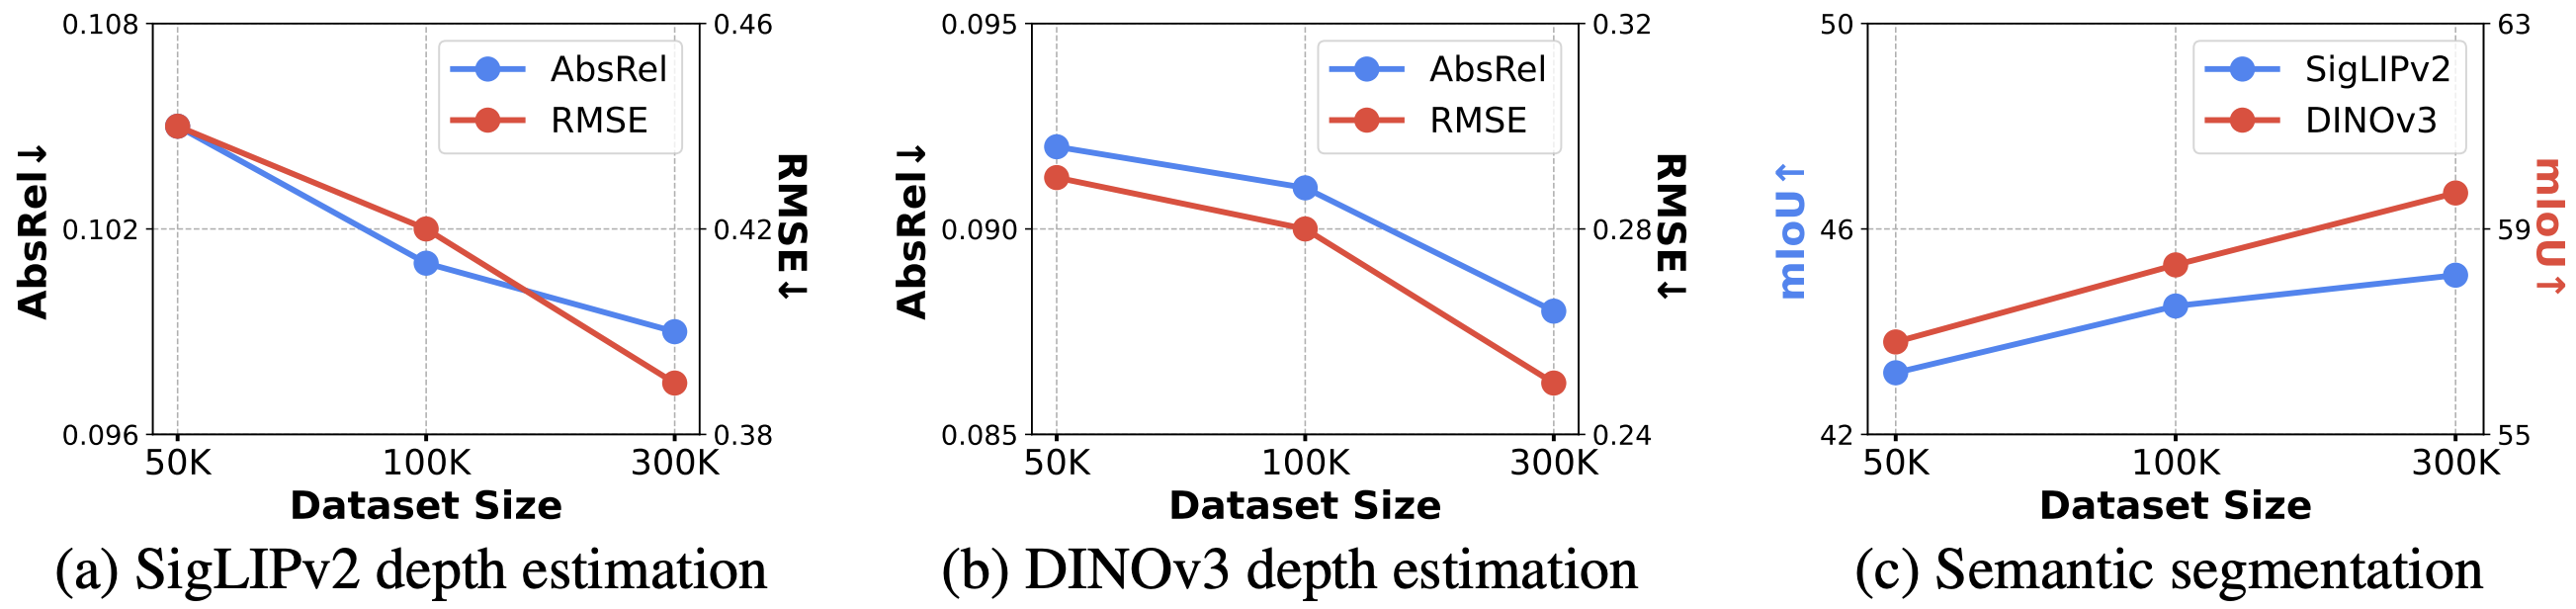 0.108
0.102
0.096
AbsRel↓
0.46
0.42
0.38
RMSE↓
AbsRel
RMSE
50K 100K 300K
Dataset Size
(a) SigLIPv2 depth estimation
0.095
0.090
0.085
AbsRel↓
0.32
0.28
0.24
RMSE↓
AbsRel
RMSE
50K 100K 300K
Dataset Size
(b) DINOv3 depth estimation
50
46
42
mIoU↑
63
59
55
mIoU↑
SigLIPv2
DINOv3
50K 100K 300K
Dataset Size
(c) Semantic segmentation